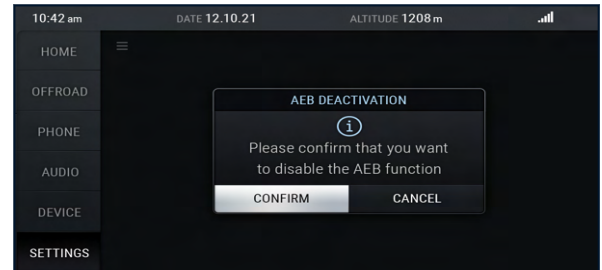 10:42 am DATE 12.10.21 ALTITUDE 1208 m
HOME
OFFROAD
PHONE
AUDIO
DEVICE
SETTINGS
AEB DEACTIVATION
Please confirm that you want
to disable the AEB function
CONFIRM CANCEL